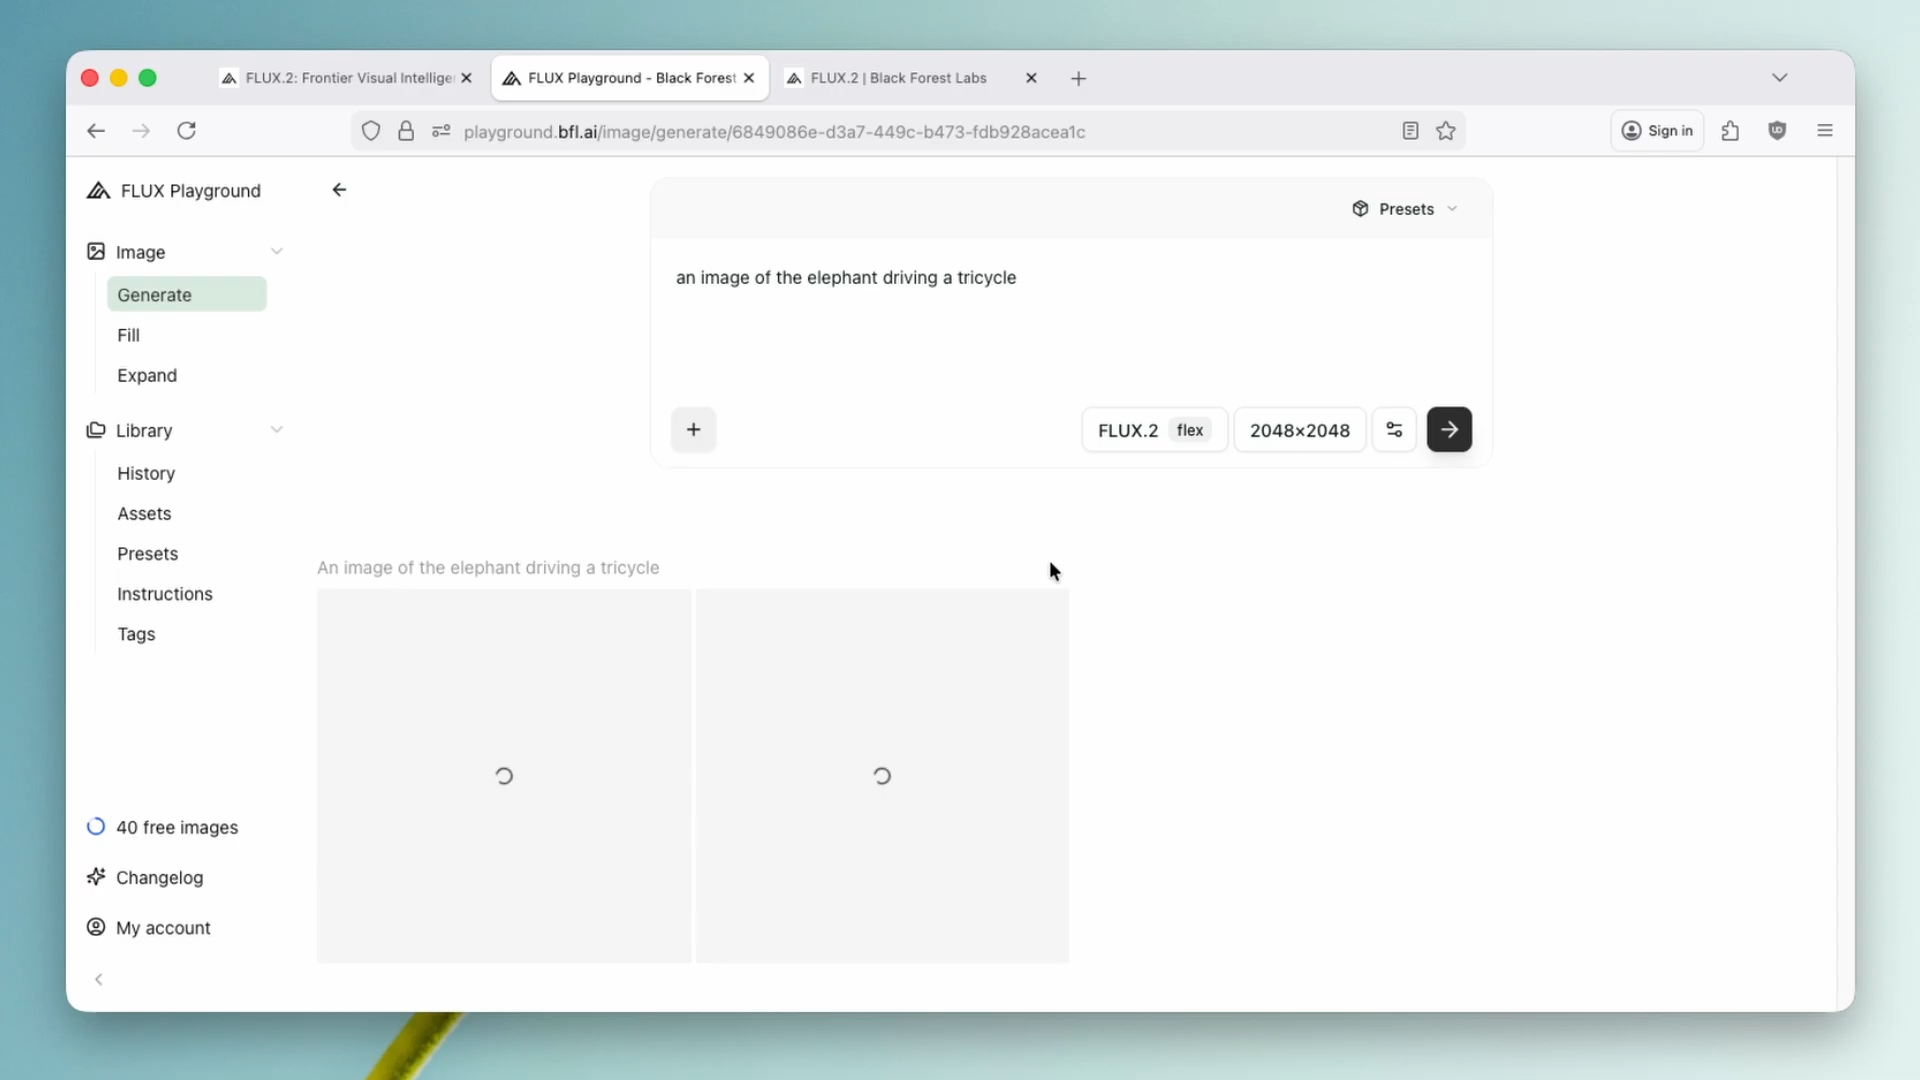 FLUX.2: Frontier Visual Intellige
FLUX Playground - Black Forest
FLUX.2 | Black Forest Labs
playground.bfl.ai/image/generate/6849086e-d3a7-449c-b473-fdb928acea1c
Sign in
FLUX Playground
Presets
Image
Generate
Fill
Expand
an image of the elephant driving a tricycle
FLUX.2 flex
2048×2048
Library
History
Assets
Presets
Instructions
Tags
An image of the elephant driving a tricycle
40 free images
Changelog
My account